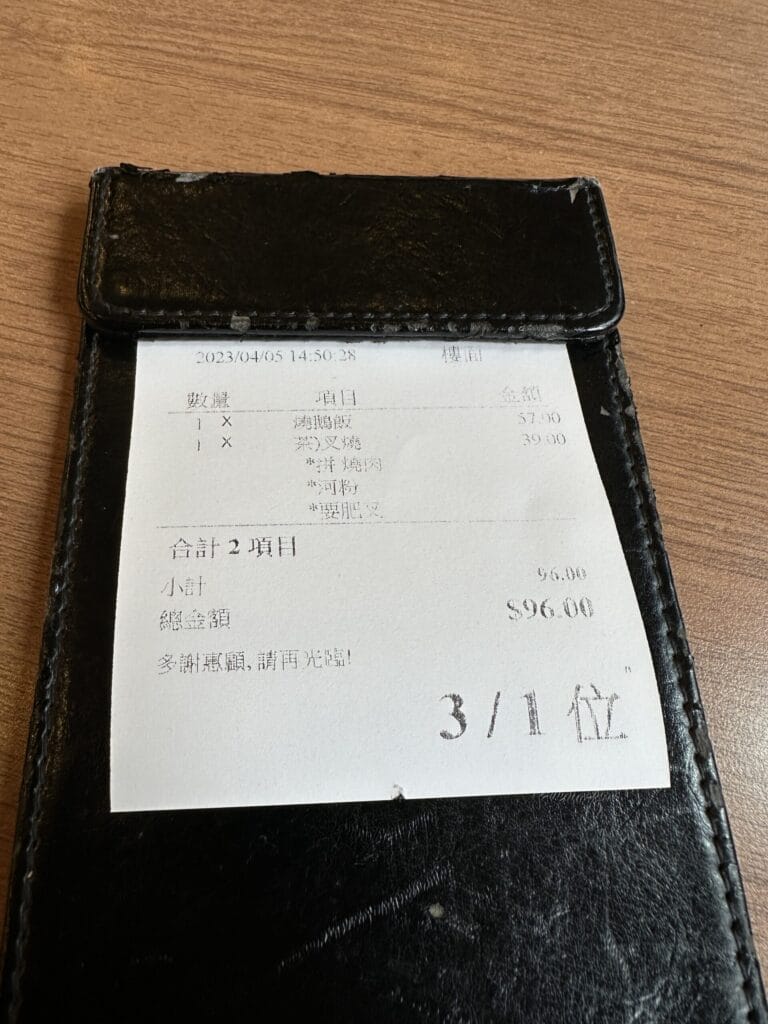 2023/04/05 14:50:28 樓面
數量 項目 金額
1 X 燒鵝飯 57.00
1 X 茶)叉燒 39.00
*拼燒肉
*河粉
*要肥叉
合計 2 項目
小計 96.00
總金額 $96.00
多謝惠顧, 請再光臨!
3 / 1 位